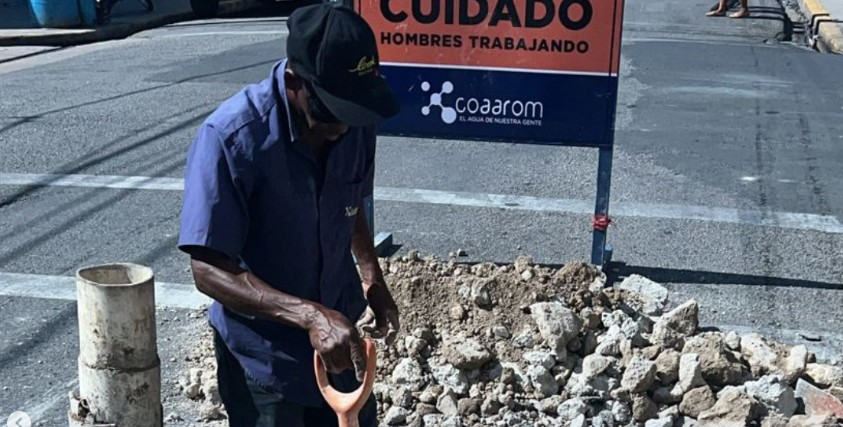 CUIDADO
HOMBRES TRABAJANDO
coaarom
EL AGUA DE NUESTRA GENTE